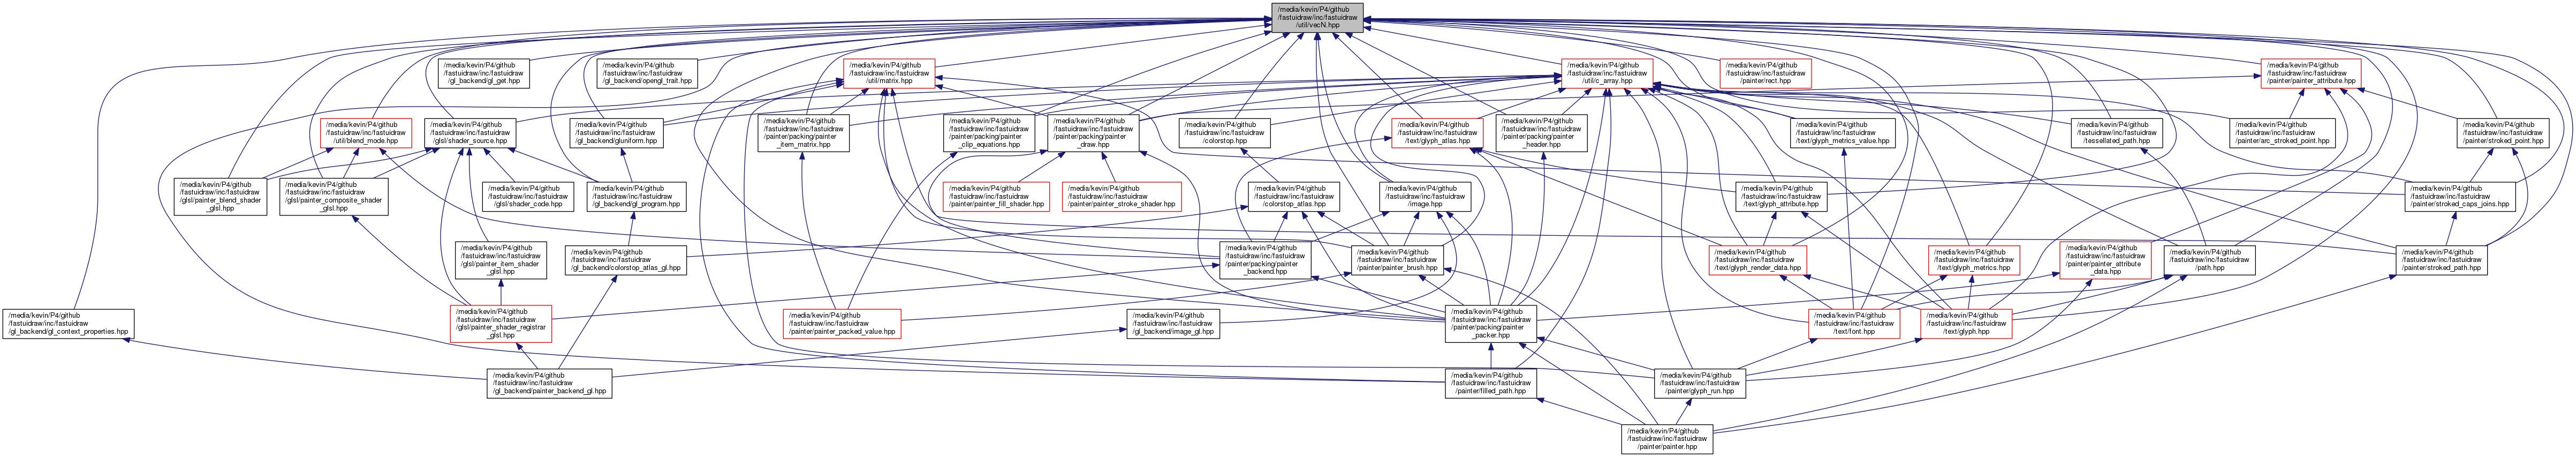 /media/kevin/P4/github
/fastuidraw/inc/fastuidraw
/util/vecN.hpp
/media/kevin/P4/github
/fastuidraw/inc/fastuidraw
/gl_backend/gl_get.hpp
/media/kevin/P4/github
/fastuidraw/inc/fastuidraw
/gl_backend/opengl_trait.hpp
/media/kevin/P4/github
/fastuidraw/inc/fastuidraw
/util/matrix.hpp
/media/kevin/P4/github
/fastuidraw/inc/fastuidraw
/util/c_array.hpp
/media/kevin/P4/github
/fastuidraw/inc/fastuidraw
/painter/rect.hpp
/media/kevin/P4/github
/fastuidraw/inc/fastuidraw
/painter/painter_attribute.hpp
/media/kevin/P4/github
/fastuidraw/inc/fastuidraw
/util/blend_mode.hpp
/media/kevin/P4/github
/fastuidraw/inc/fastuidraw
/glsl/shader_source.hpp
/media/kevin/P4/github
/fastuidraw/inc/fastuidraw
/gl_backend/gluniform.hpp
/media/kevin/P4/github
/fastuidraw/inc/fastuidraw
/painter/packing/painter
_item_matrix.hpp
/media/kevin/P4/github
/fastuidraw/inc/fastuidraw
/painter/packing/painter
_clip_equations.hpp
/media/kevin/P4/github
/fastuidraw/inc/fastuidraw
/painter/packing/painter
_draw.hpp
/media/kevin/P4/github
/fastuidraw/inc/fastuidraw
/colorstop.hpp
/media/kevin/P4/github
/fastuidraw/inc/fastuidraw
/text/glyph_atlas.hpp
/media/kevin/P4/github
/fastuidraw/inc/fastuidraw
/painter/packing/painter
_header.hpp
/media/kevin/P4/github
/fastuidraw/inc/fastuidraw
/text/glyph_metrics_value.hpp
/media/kevin/P4/github
/fastuidraw/inc/fastuidraw
/tessellated_path.hpp
/media/kevin/P4/github
/fastuidraw/inc/fastuidraw
/painter/arc_stroked_point.hpp
/media/kevin/P4/github
/fastuidraw/inc/fastuidraw
/painter/stroked_point.hpp
/media/kevin/P4/github
/fastuidraw/inc/fastuidraw
/glsl/painter_blend_shader
_glsl.hpp
/media/kevin/P4/github
/fastuidraw/inc/fastuidraw
/glsl/painter_composite_shader
_glsl.hpp
/media/kevin/P4/github
/fastuidraw/inc/fastuidraw
/glsl/shader_code.hpp
/media/kevin/P4/github
/fastuidraw/inc/fastuidraw
/gl_backend/gl_program.hpp
/media/kevin/P4/github
/fastuidraw/inc/fastuidraw
/painter/painter_fill_shader.hpp
/media/kevin/P4/github
/fastuidraw/inc/fastuidraw
/painter/painter_stroke_shader.hpp
/media/kevin/P4/github
/fastuidraw/inc/fastuidraw
/colorstop_atlas.hpp
/media/kevin/P4/github
/fastuidraw/inc/fastuidraw
/image.hpp
/media/kevin/P4/github
/fastuidraw/inc/fastuidraw
/text/glyph_attribute.hpp
/media/kevin/P4/github
/fastuidraw/inc/fastuidraw
/painter/stroked_caps_joins.hpp
/media/kevin/P4/github
/fastuidraw/inc/fastuidraw
/glsl/painter_item_shader
_glsl.hpp
/media/kevin/P4/github
/fastuidraw/inc/fastuidraw
/gl_backend/colorstop_atlas_gl.hpp
/media/kevin/P4/github
/fastuidraw/inc/fastuidraw
/painter/packing/painter
_backend.hpp
/media/kevin/P4/github
/fastuidraw/inc/fastuidraw
/painter/painter_brush.hpp
/media/kevin/P4/github
/fastuidraw/inc/fastuidraw
/text/glyph_render_data.hpp
/media/kevin/P4/github
/fastuidraw/inc/fastuidraw
/text/glyph_metrics.hpp
/media/kevin/P4/github
/fastuidraw/inc/fastuidraw
/painter/painter_attribute
_data.hpp
/media/kevin/P4/github
/fastuidraw/inc/fastuidraw
/path.hpp
/media/kevin/P4/github
/fastuidraw/inc/fastuidraw
/painter/stroked_path.hpp
/media/kevin/P4/github
/fastuidraw/inc/fastuidraw
/gl_backend/gl_context_properties.hpp
/media/kevin/P4/github
/fastuidraw/inc/fastuidraw
/glsl/painter_shader_registrar
_glsl.hpp
/media/kevin/P4/github
/fastuidraw/inc/fastuidraw
/painter/painter_packed_value.hpp
/media/kevin/P4/github
/fastuidraw/inc/fastuidraw
/gl_backend/image_gl.hpp
/media/kevin/P4/github
/fastuidraw/inc/fastuidraw
/painter/packing/painter
_packer.hpp
/media/kevin/P4/github
/fastuidraw/inc/fastuidraw
/text/font.hpp
/media/kevin/P4/github
/fastuidraw/inc/fastuidraw
/text/glyph.hpp
/media/kevin/P4/github
/fastuidraw/inc/fastuidraw
/gl_backend/painter_backend_gl.hpp
/media/kevin/P4/github
/fastuidraw/inc/fastuidraw
/painter/filled_path.hpp
/media/kevin/P4/github
/fastuidraw/inc/fastuidraw
/painter/glyph_run.hpp
/media/kevin/P4/github
/fastuidraw/inc/fastuidraw
/painter/painter.hpp